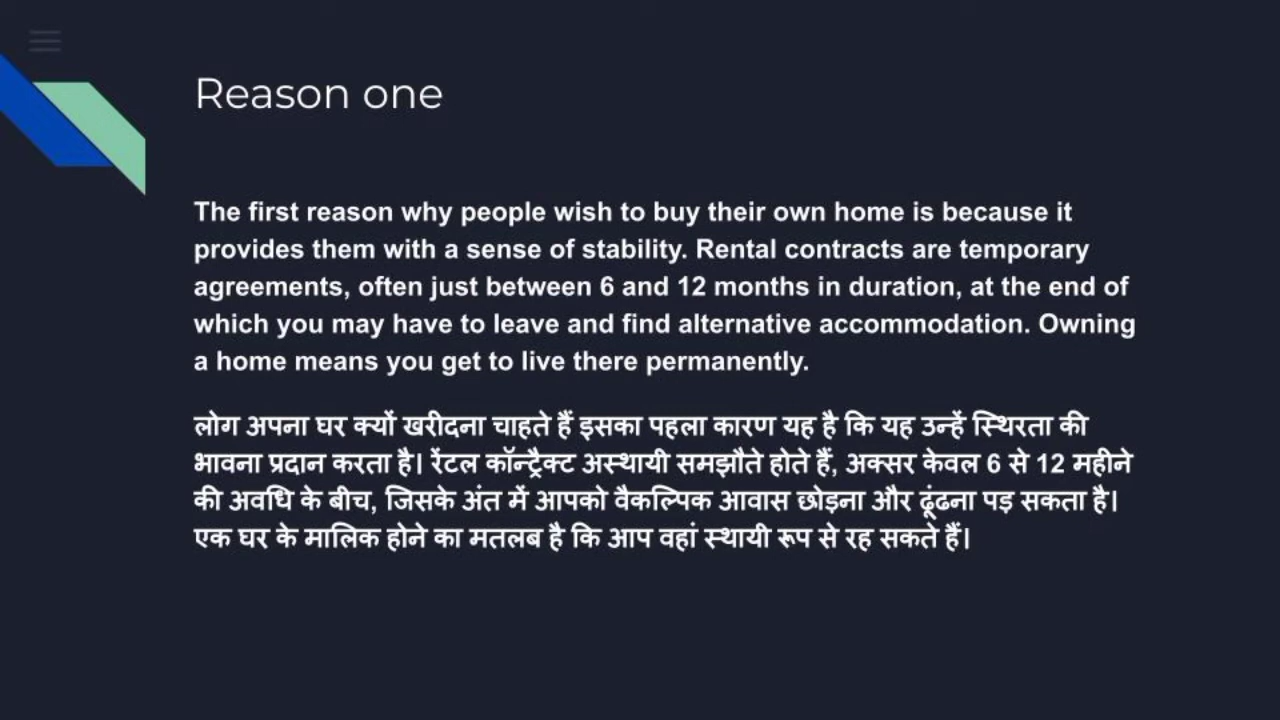 Reason one
The first reason why people wish to buy their own home is because it
provides them with a sense of stability. Rental contracts are temporary
agreements, often just between 6 and 12 months in duration, at the end of
which you may have to leave and find alternative accommodation. Owning
a home means you get to live there permanently.
लोग अपना घर क्यों खरीदना चाहते हैं इसका पहला कारण यह है कि यह उन्हें स्थिरता की
भावना प्रदान करता है। रेंटल कॉन्ट्रैक्ट अस्थायी समझौते होते हैं, अक्सर केवल 6 से 12 महीने
की अवधि के बीच, जिसके अंत में आपको वैकल्पिक आवास छोड़ना और ढूंढना पड़ सकता है।
एक घर के मालिक होने का मतलब है कि आप वहां स्थायी रूप से रह सकते हैं।